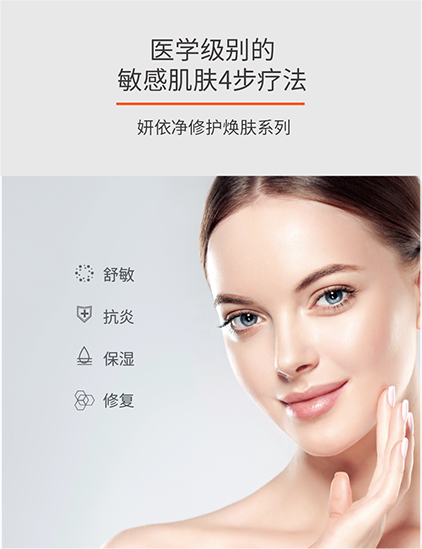 医学级别的
敏感肌肤4步疗法
妍依净修护焕肤系列
舒敏
抗炎
保湿
修复